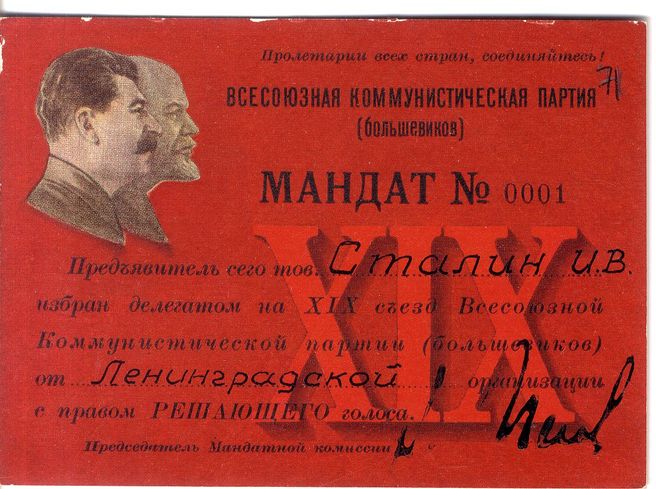 Пролетарии всех стран, соединяйтесь!
71
ВСЕСОЮЗНАЯ КОММУНИСТИЧЕСКАЯ ПАРТИЯ
(большевиков)
МАНДАТ № 0001
XIX
Предъявитель сего тов. Сталин И.В.
избран делегатом на XIX съезд Всесоюзной
Коммунистической партии (большевиков)
от Ленинградской организации
с правом РЕШАЮЩЕГО голоса.
Председатель Мандатной комиссии